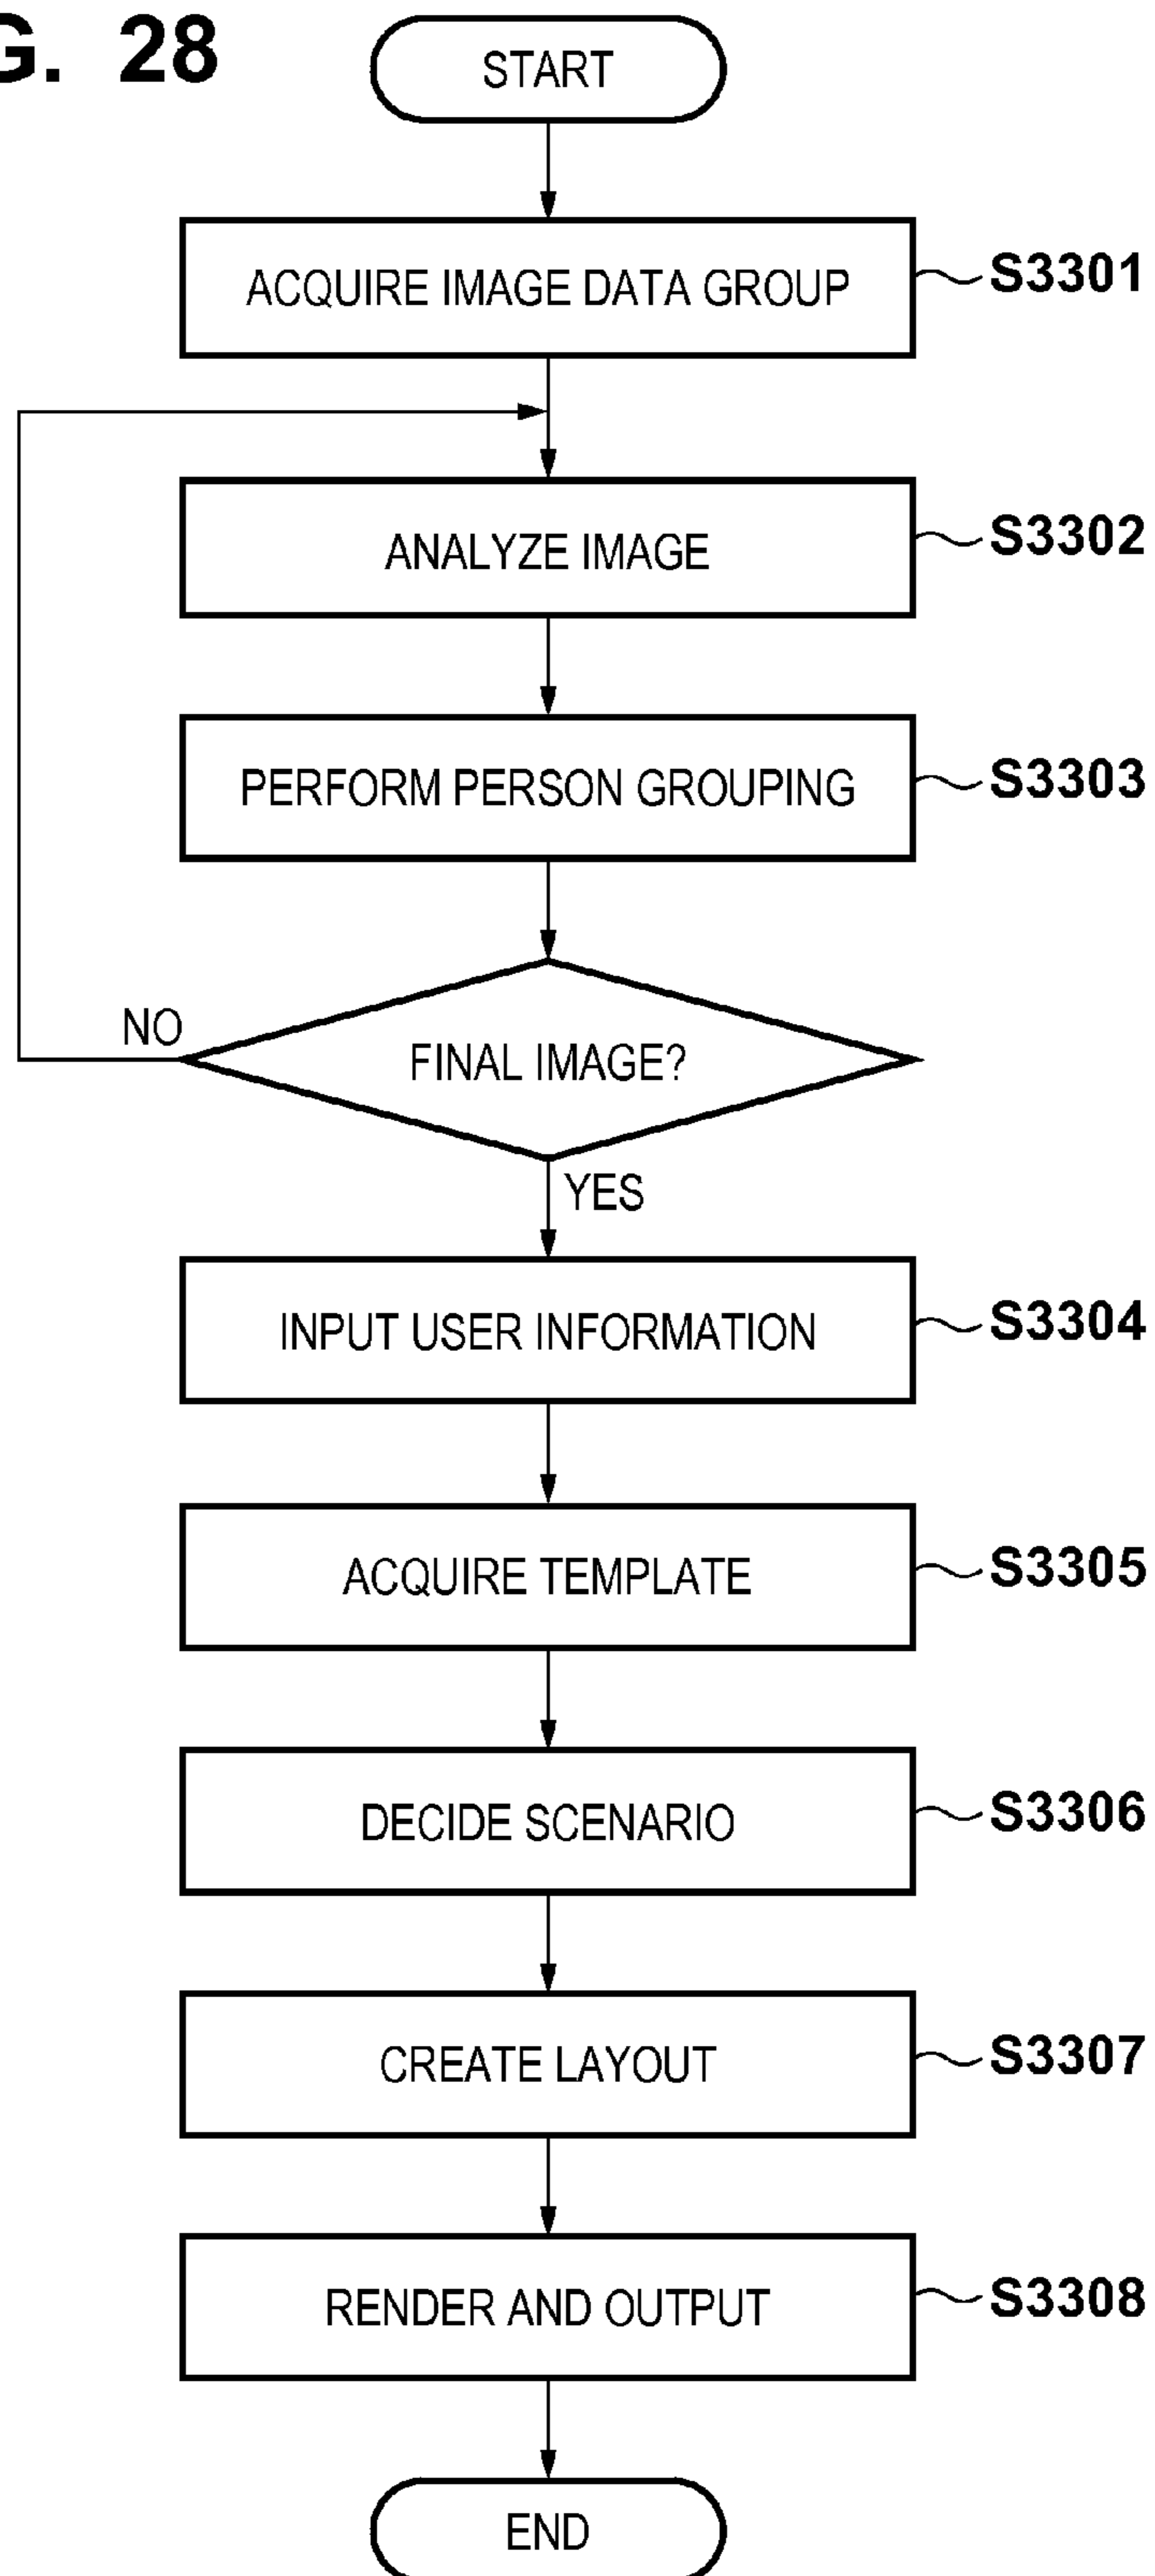 G. 28
START
ACQUIRE IMAGE DATA GROUP
S3301
ANALYZE IMAGE
S3302
PERFORM PERSON GROUPING
S3303
NO
FINAL IMAGE?
YES
INPUT USER INFORMATION
S3304
ACQUIRE TEMPLATE
S3305
DECIDE SCENARIO
S3306
CREATE LAYOUT
S3307
RENDER AND OUTPUT
S3308
END